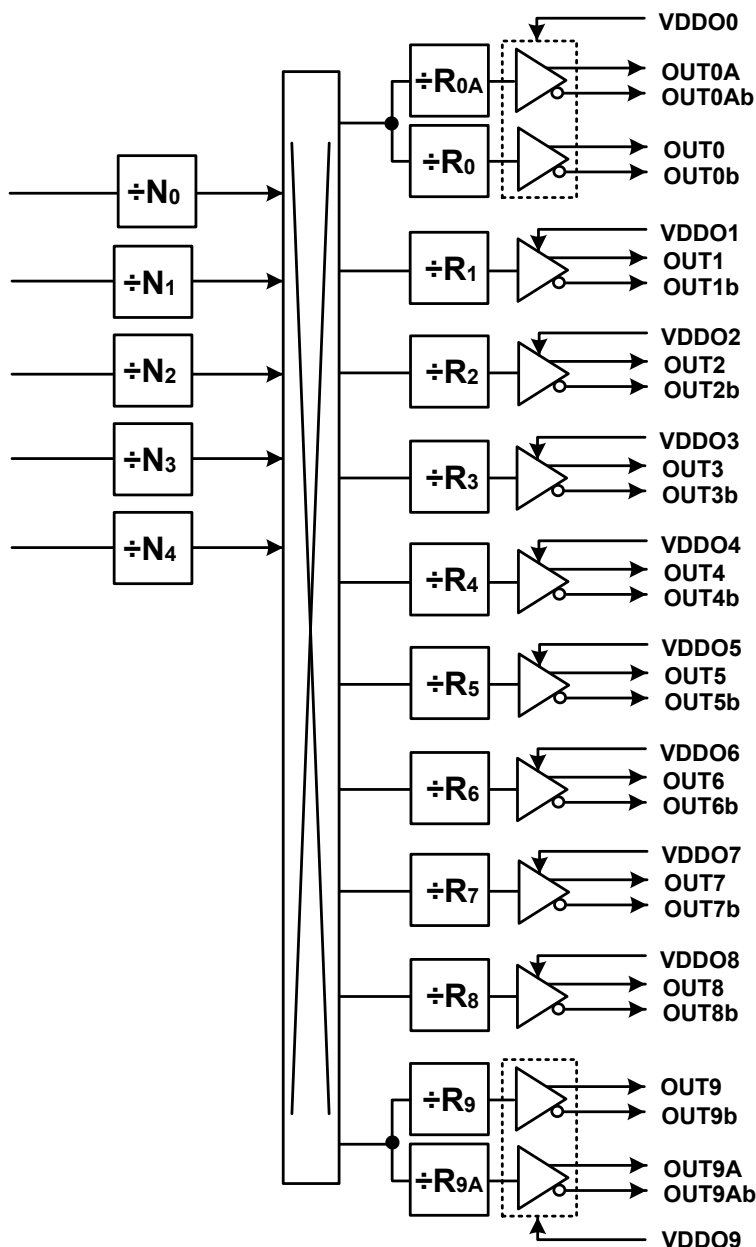 VDDO0
÷R0A
OUT0A
OUT0Ab
÷R0
OUT0
OUT0b
÷N0
VDDO1
÷R1
OUT1
OUT1b
÷N1
VDDO2
÷R2
OUT2
OUT2b
÷N2
VDDO3
÷R3
OUT3
OUT3b
÷N3
VDDO4
÷R4
OUT4
OUT4b
÷N4
VDDO5
÷R5
OUT5
OUT5b
VDDO6
÷R6
OUT6
OUT6b
VDDO7
÷R7
OUT7
OUT7b
VDDO8
÷R8
OUT8
OUT8b
÷R9
OUT9
OUT9b
÷R9A
OUT9A
OUT9Ab
VDDO9